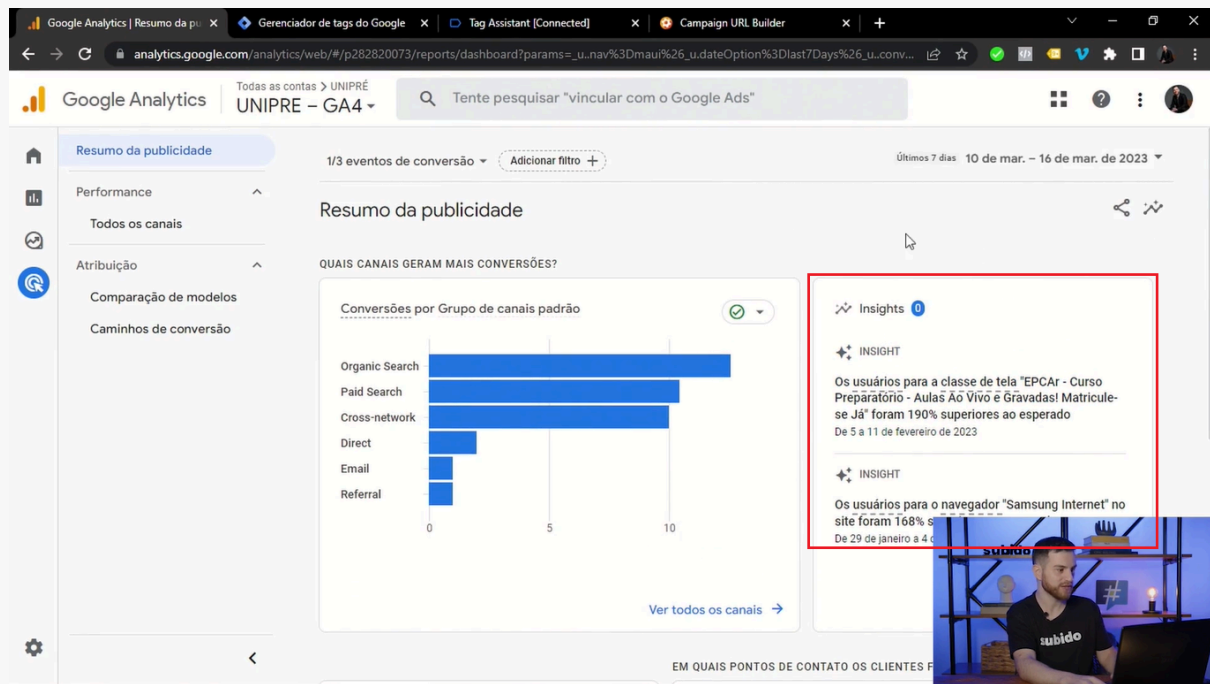 Google Analytics | Resumo da pu
Gerenciador de tags do Google
Tag Assistant [Connected]
Campaign URL Builder
analytics.google.com/analytics/web/#/p282820073/reports/dashboard?params=_u..nav%3Dmaui%26_u.dateOption%3Dlast7Days%26_u..conv...
Google Analytics
Todas as contas > UNIPRÉ
UNIPRE – GA4
Tente pesquisar "vincular com o Google Ads"
Resumo da publicidade
Performance
Todos os canais
Atribuição
Comparação de modelos
Caminhos de conversão
1/3 eventos de conversão
Adicionar filtro +
Últimos 7 dias 10 de mar. – 16 de mar. de 2023
Resumo da publicidade
QUAIS CANAIS GERAM MAIS CONVERSÕES?
Conversões por Grupo de canais padrão
Organic Search
Paid Search
Cross-network
Direct
Email
Referral
0 5 10
Ver todos os canais
Insights 0
INSIGHT
Os usuários para a classe de tela "EPCAr - Curso
Preparatório - Aulas Ao Vivo e Gravadas! Matricule-
se Já" foram 190% superiores ao esperado
De 5 a 11 de fevereiro de 2023
INSIGHT
Os usuários para o navegador "Samsung Internet" no
site foram 168% s
De 29 de janeiro a 4 d
EM QUAIS PONTOS DE CONTATO OS CLIENTES F
subido
#
subido